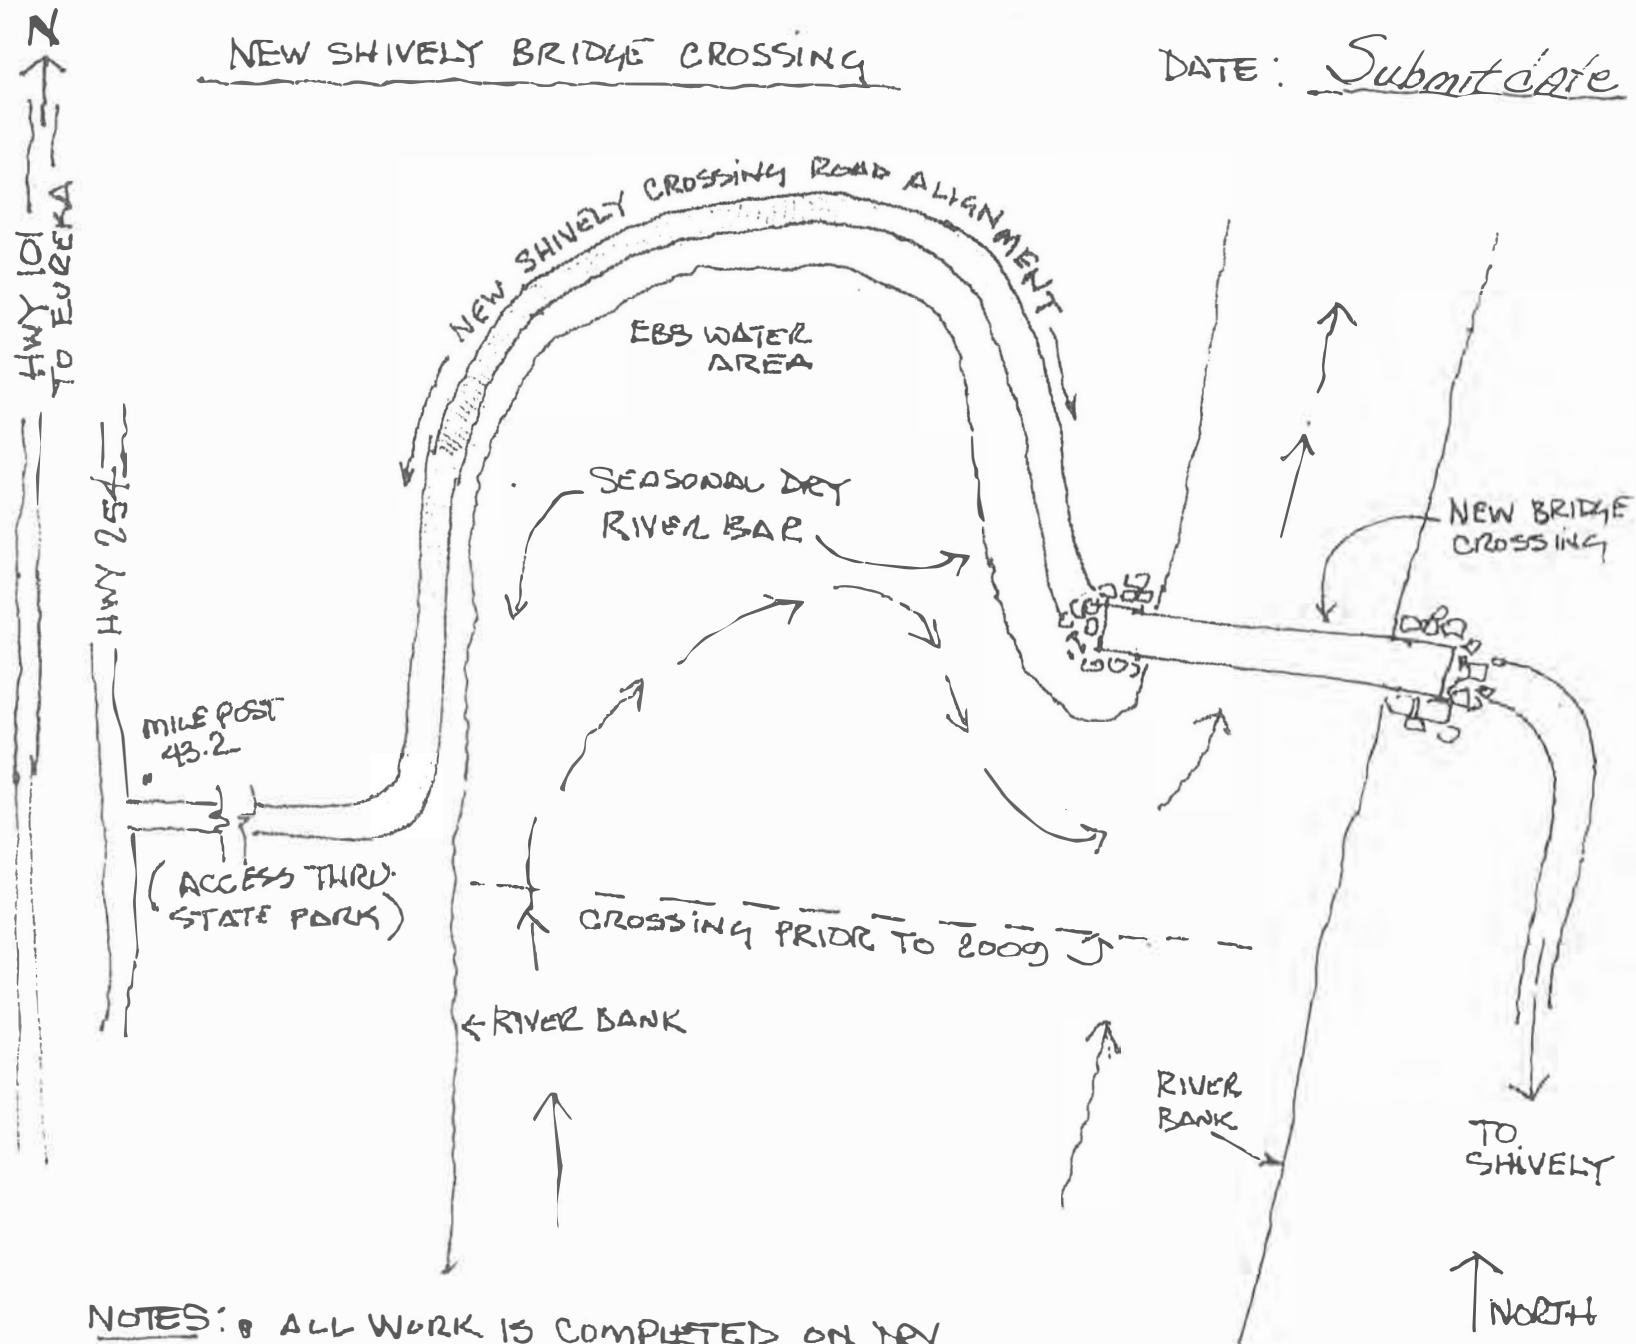 N
NEW SHIVELY BRIDGE CROSSING
DATE: Submit date
HWY 101
TO EUREKA
NEW SHIVELY CROSSING ROAD ALIGNMENT
EBB WATER
AREA
HWY 254
SEASONAL DRY
RIVER BAR
NEW BRIDGE
CROSSING
MILE POST
43.2
(ACCESS THRU.
STATE PARK)
CROSSING PRIOR TO 2009
RIVER BANK
RIVER
BANK
TO
SHIVELY
NORTH
NOTES: • ALL WORK IS COMPLETED ON DRY